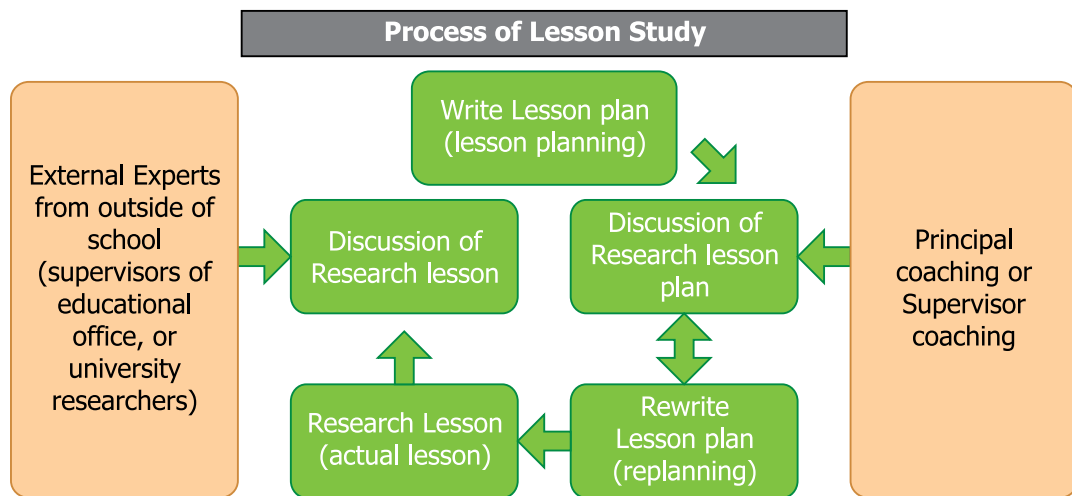 Process of Lesson Study
Write Lesson plan
(lesson planning)
External Experts
from outside of
school
(supervisors of
educational
office, or
university
researchers)
Discussion of
Research lesson
Discussion of
Research lesson
plan
Principal
coaching or
Supervisor
coaching
Research Lesson
(actual lesson)
Rewrite
Lesson plan
(replanning)